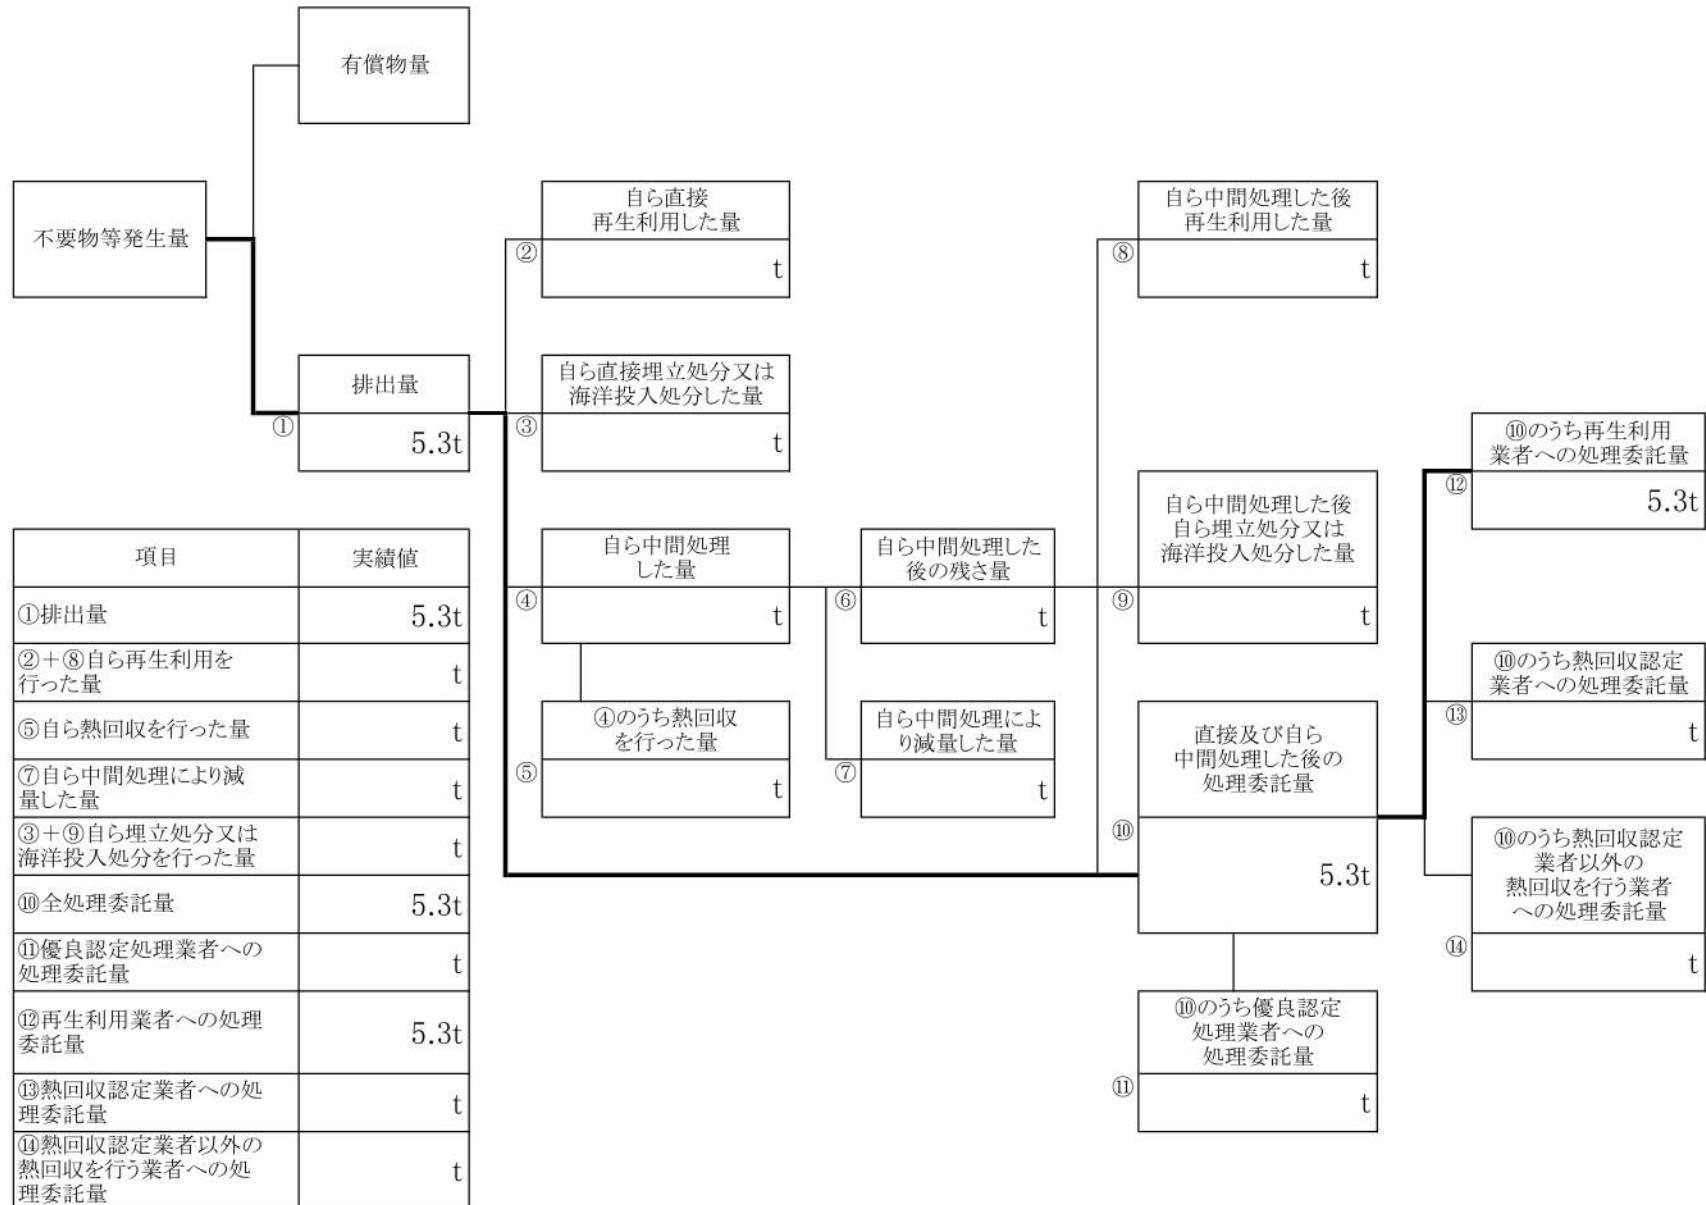 有償物量
不要物等発生量
自ら直接
再生利用した量
②
t
自ら中間処理した後
再生利用した量
⑧
t
排出量
①
5.3t
自ら直接埋立処分又は
海洋投入処分した量
③
t
⑩のうち再生利用
業者への処理委託量
⑫
5.3t
自ら中間処理した後
自ら埋立処分又は
海洋投入処分した量
⑨
t
自ら中間処理
した量
④
t
自ら中間処理した
後の残さ量
⑥
t
⑩のうち熱回収認定
業者への処理委託量
⑬
t
④のうち熱回収
を行った量
⑤
t
自ら中間処理によ
り減量した量
⑦
t
直接及び自ら
中間処理した後の
処理委託量
⑩
5.3t
⑩のうち熱回収認定
業者以外の
熱回収を行う業者
への処理委託量
⑭
t
⑩のうち優良認定
処理業者への
処理委託量
⑪
t
項目 実績値
①排出量 5.3t
②+⑧自ら再生利用を
行った量 t
⑤自ら熱回収を行った量 t
⑦自ら中間処理により減
量した量 t
③+⑨自ら埋立処分又は
海洋投入処分を行った量 t
⑩全処理委託量 5.3t
⑪優良認定処理業者への
処理委託量 t
⑫再生利用業者への処理
委託量 5.3t
⑬熱回収認定業者への処
理委託量 t
⑭熱回収認定業者以外の
熱回収を行う業者への処
理委託量 t